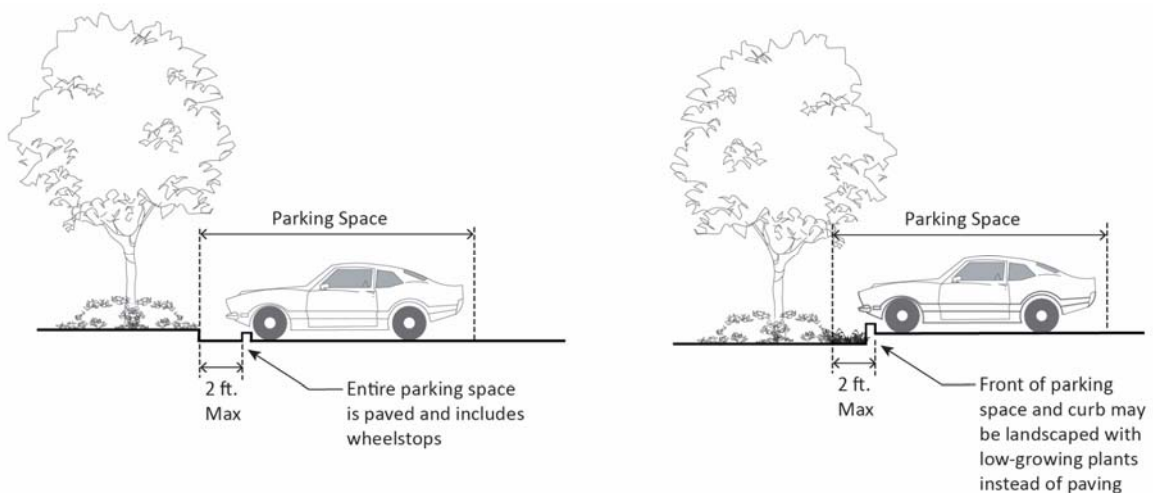 Parking Space
2 ft.
Max
Entire parking space
is paved and includes
wheelstops
Parking Space
2 ft.
Max
Front of parking
space and curb may
be landscaped with
low-growing plants
instead of paving